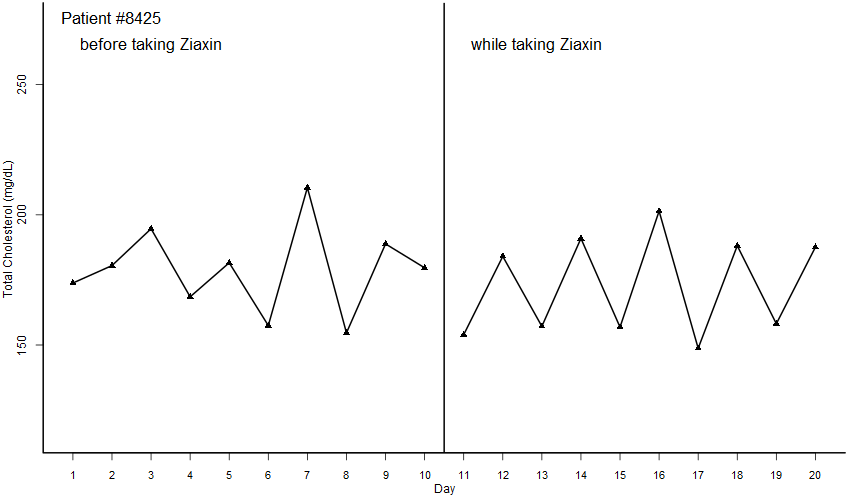 Patient #8425
before taking Ziaxin
while taking Ziaxin
Total Cholesterol (mg/dL)
250
200
150
1 2 3 4 5 6 7 8 9 10 11 12 13 14 15 16 17 18 19 20
Day